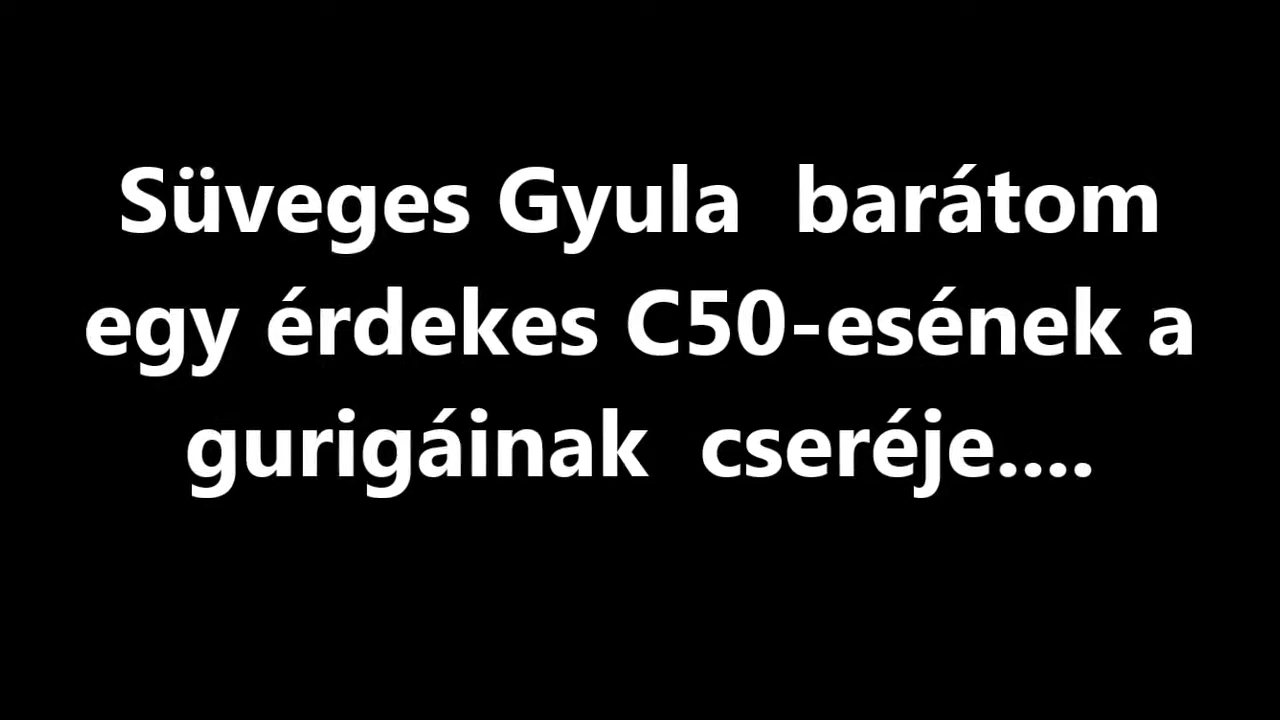 Süveges Gyula  barátom
egy érdekes C50-esének a
gurigáinak  cseréje....